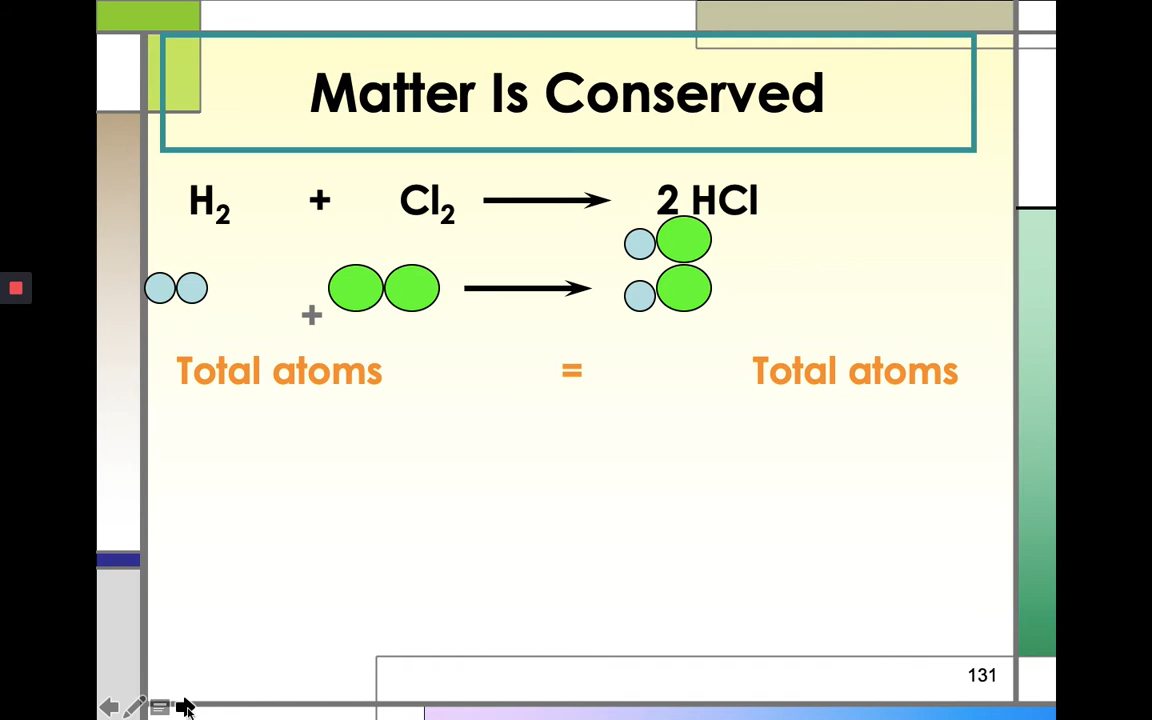 Matter Is Conserved
H₂ + Cl₂ ⟶ 2 HCl
+
Total atoms = Total atoms
131